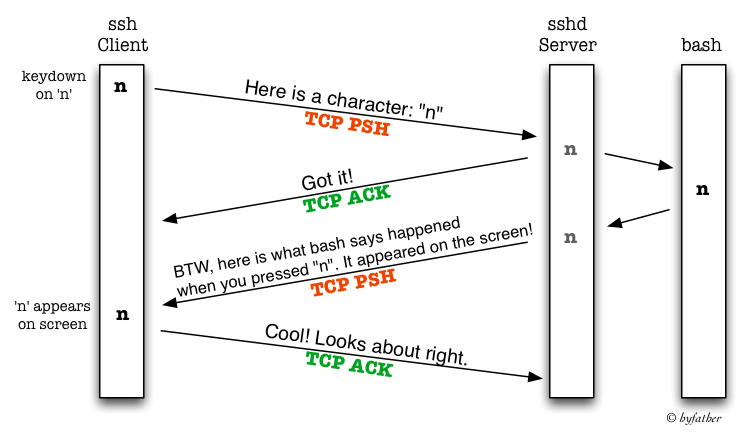 ssh
Client
sshd
Server
bash
keydown
on 'n'
n
Here is a character: "n"
TCP PSH
n
Got it!
TCP ACK
n
n
BTW, here is what bash says happened
when you pressed "n". It appeared on the screen!
TCP PSH
'n' appears
on screen
n
Cool! Looks about right.
TCP ACK
© hyfather